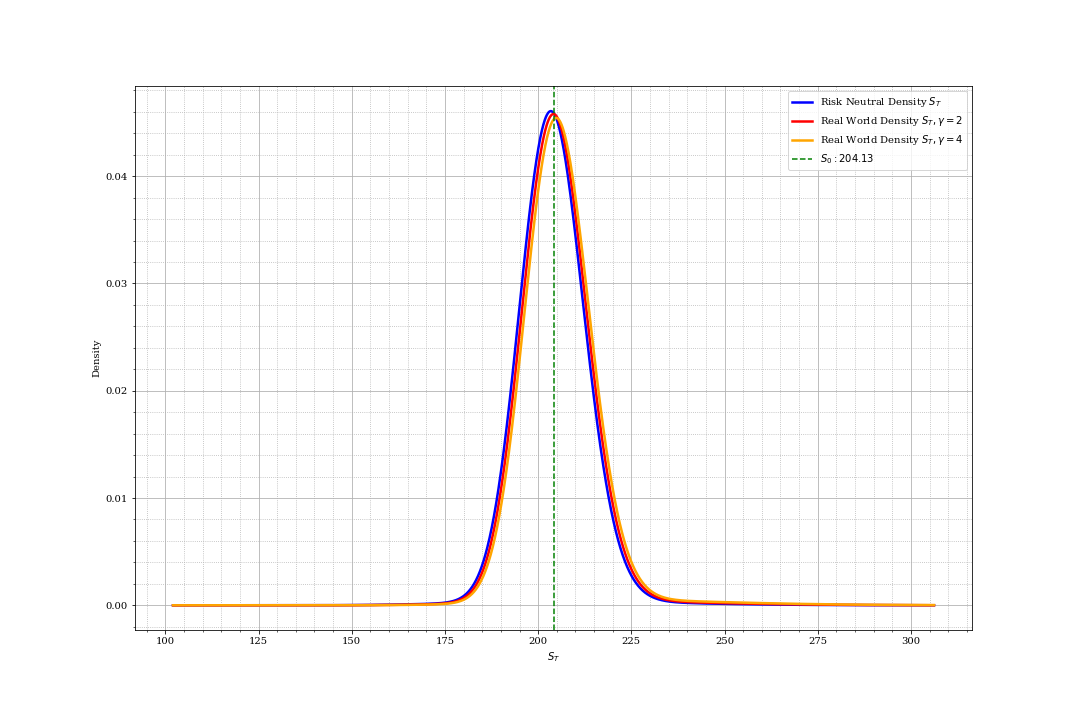 Risk Neutral Density S_T
Real World Density S_T, γ = 2
Real World Density S_T, γ = 4
S_0 : 204.13
Density
0.04
0.03
0.02
0.01
0.00
100 125 150 175 200 225 250 275 300
S_T